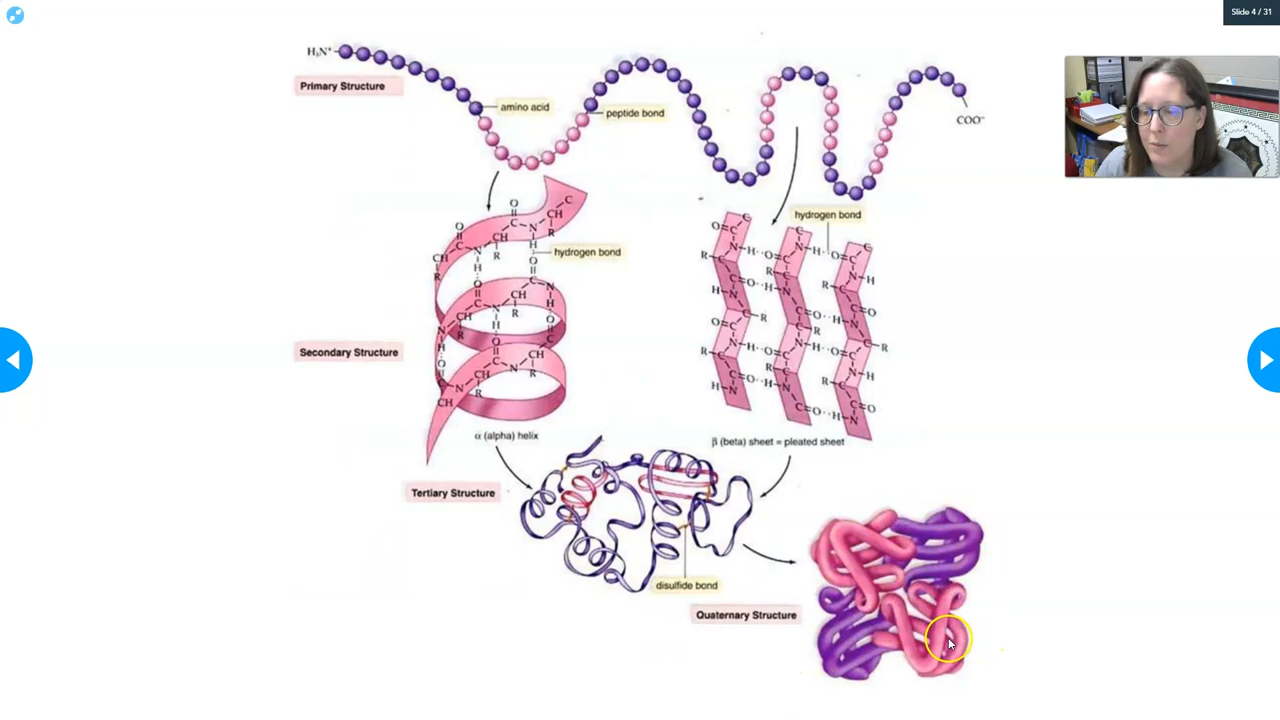 Slide 4 / 31
H₃N⁺
Primary Structure
amino acid
peptide bond
COO⁻
hydrogen bond
hydrogen bond
Secondary Structure
α (alpha) helix
β (beta) sheet = pleated sheet
Tertiary Structure
disulfide bond
Quaternary Structure